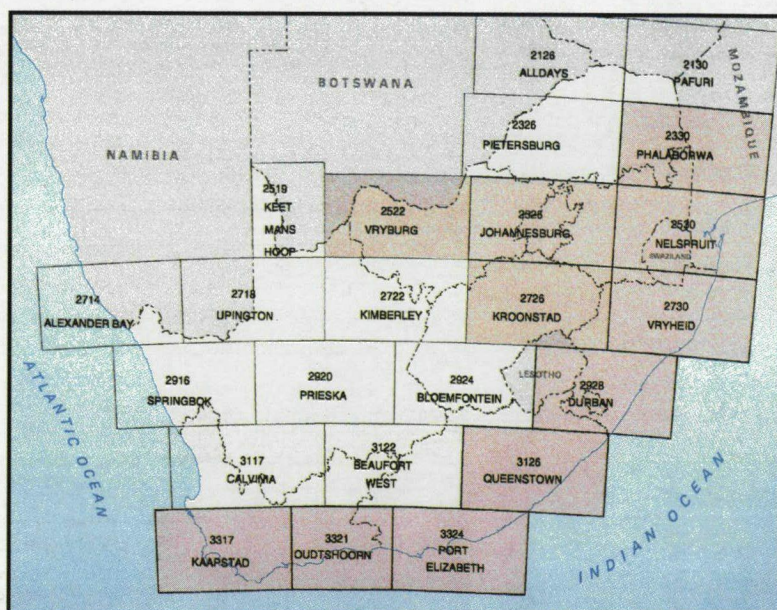 2126
ALLDAYS
2130
PAFURI
MOZAMBIQUE
BOTSWANA
NAMIBIA
2326
PIETERSBURG
2330
PHALABORWA
2519
KEET
MANS
HOOP
2522
VRYBURG
2526
JOHANNESBURG
2530
NELSPRUIT
SWAZILAND
2714
ALEXANDER BAY
2718
UPINGTON
2722
KIMBERLEY
2726
KROONSTAD
2730
VRYHEID
2916
SPRINGBOK
2920
PRIESKA
2924
BLOEMFONTEIN
LESOTHO
2928
DURBAN
ATLANTIC OCEAN
3117
CALVINIA
3122
BEAUFORT
WEST
3126
QUEENSTOWN
3317
KAAPSTAD
3321
OUDTSHOORN
3324
PORT
ELIZABETH
INDIAN OCEAN